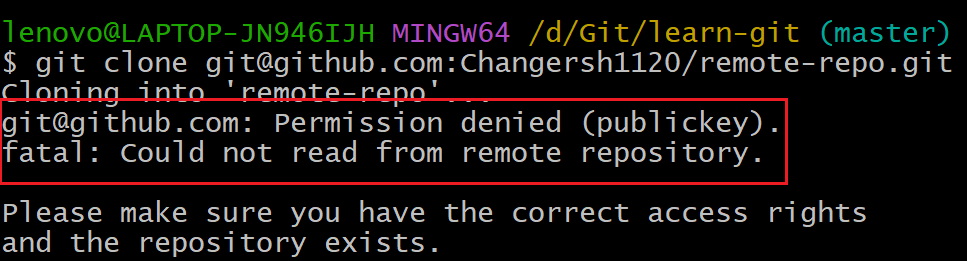 lenovo@LAPTOP-JN946IJH MINGW64 /d/Git/learn-git (master)
$ git clone git@github.com:Changersh1120/remote-repo.git
Cloning into 'remote-repo'...
git@github.com: Permission denied (publickey).
fatal: Could not read from remote repository.
Please make sure you have the correct access rights
and the repository exists.